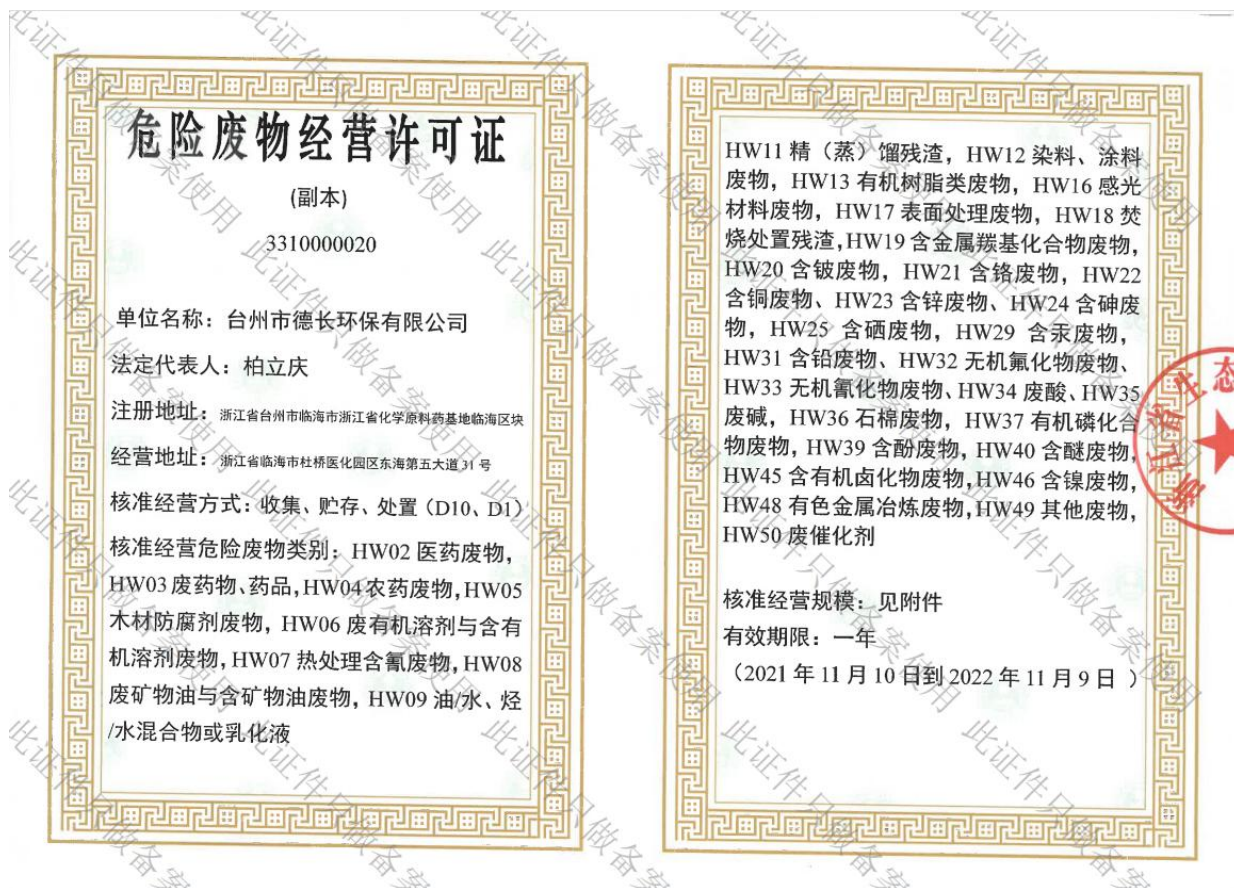 危险废物经营许可证
(副本)
3310000020
单位名称：台州市德长环保有限公司
法定代表人：柏立庆
注册地址：浙江省台州市临海市浙江省化学原料药基地临海区块
经营地址：浙江省临海市杜桥医化园区东海第五大道 31 号
核准经营方式：收集、贮存、处置（D10、D1）
核准经营危险废物类别：HW02 医药废物，
HW03 废药物、药品，HW04 农药废物，HW05
木材防腐剂废物，HW06 废有机溶剂与含有
机溶剂废物，HW07 热处理含氰废物，HW08
废矿物油与含矿物油废物，HW09 油/水、烃
/水混合物或乳化液
HW11 精（蒸）馏残渣，HW12 染料、涂料
废物，HW13 有机树脂类废物，HW16 感光
材料废物，HW17 表面处理废物，HW18 焚
烧处置残渣，HW19 含金属羰基化合物废物，
HW20 含铍废物，HW21 含铬废物，HW22
含铜废物、HW23 含锌废物、HW24 含砷废
物，HW25 含硒废物，HW29 含汞废物，
HW31 含铅废物、HW32 无机氟化物废物、
HW33 无机氰化物废物、HW34 废酸、HW35
废碱，HW36 石棉废物，HW37 有机磷化合
物废物，HW39 含酚废物，HW40 含醚废物，
HW45 含有机卤化物废物，HW46 含镍废物，
HW48 有色金属冶炼废物，HW49 其他废物，
HW50 废催化剂
核准经营规模：见附件
有效期限：一年
（2021 年 11 月 10 日到 2022 年 11 月 9 日 ）
浙江省生态
此证件只做备案使用